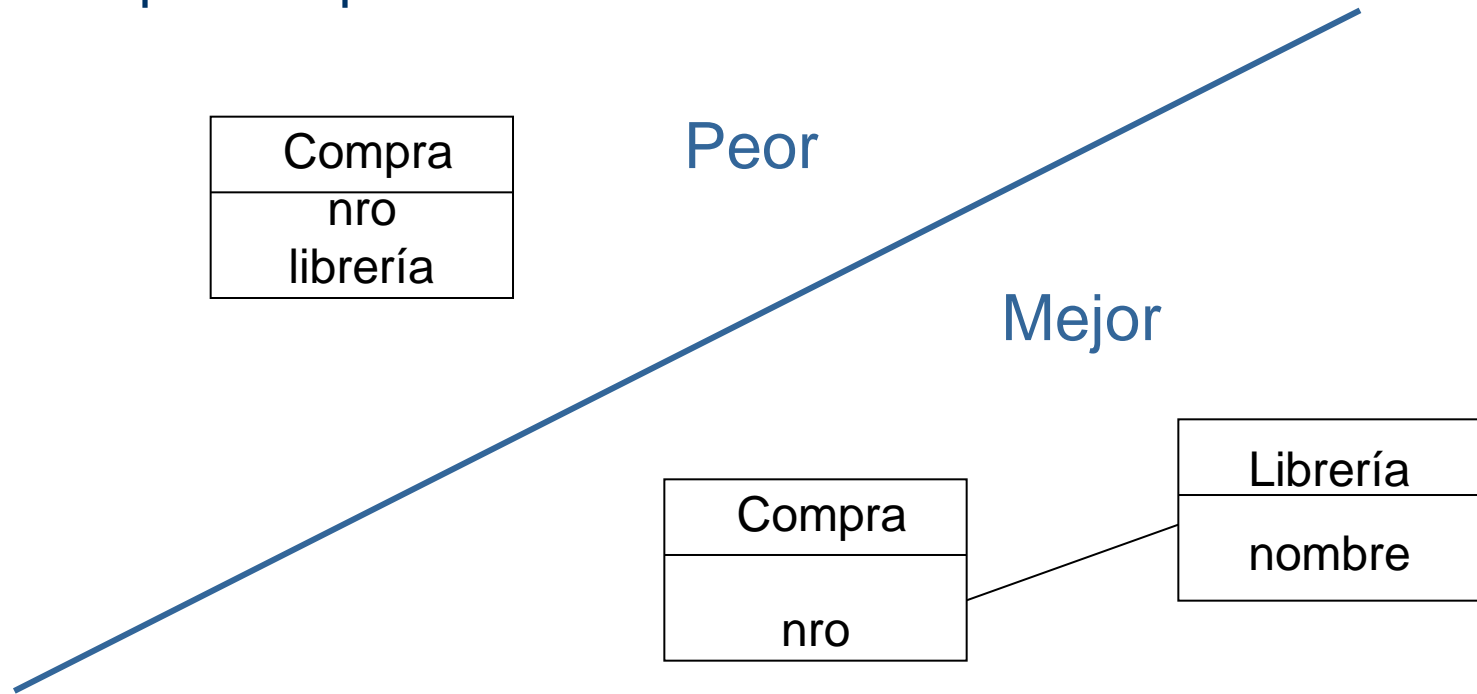 Compra
nro
librería
Peor
Mejor
Compra
nro
Librería
nombre